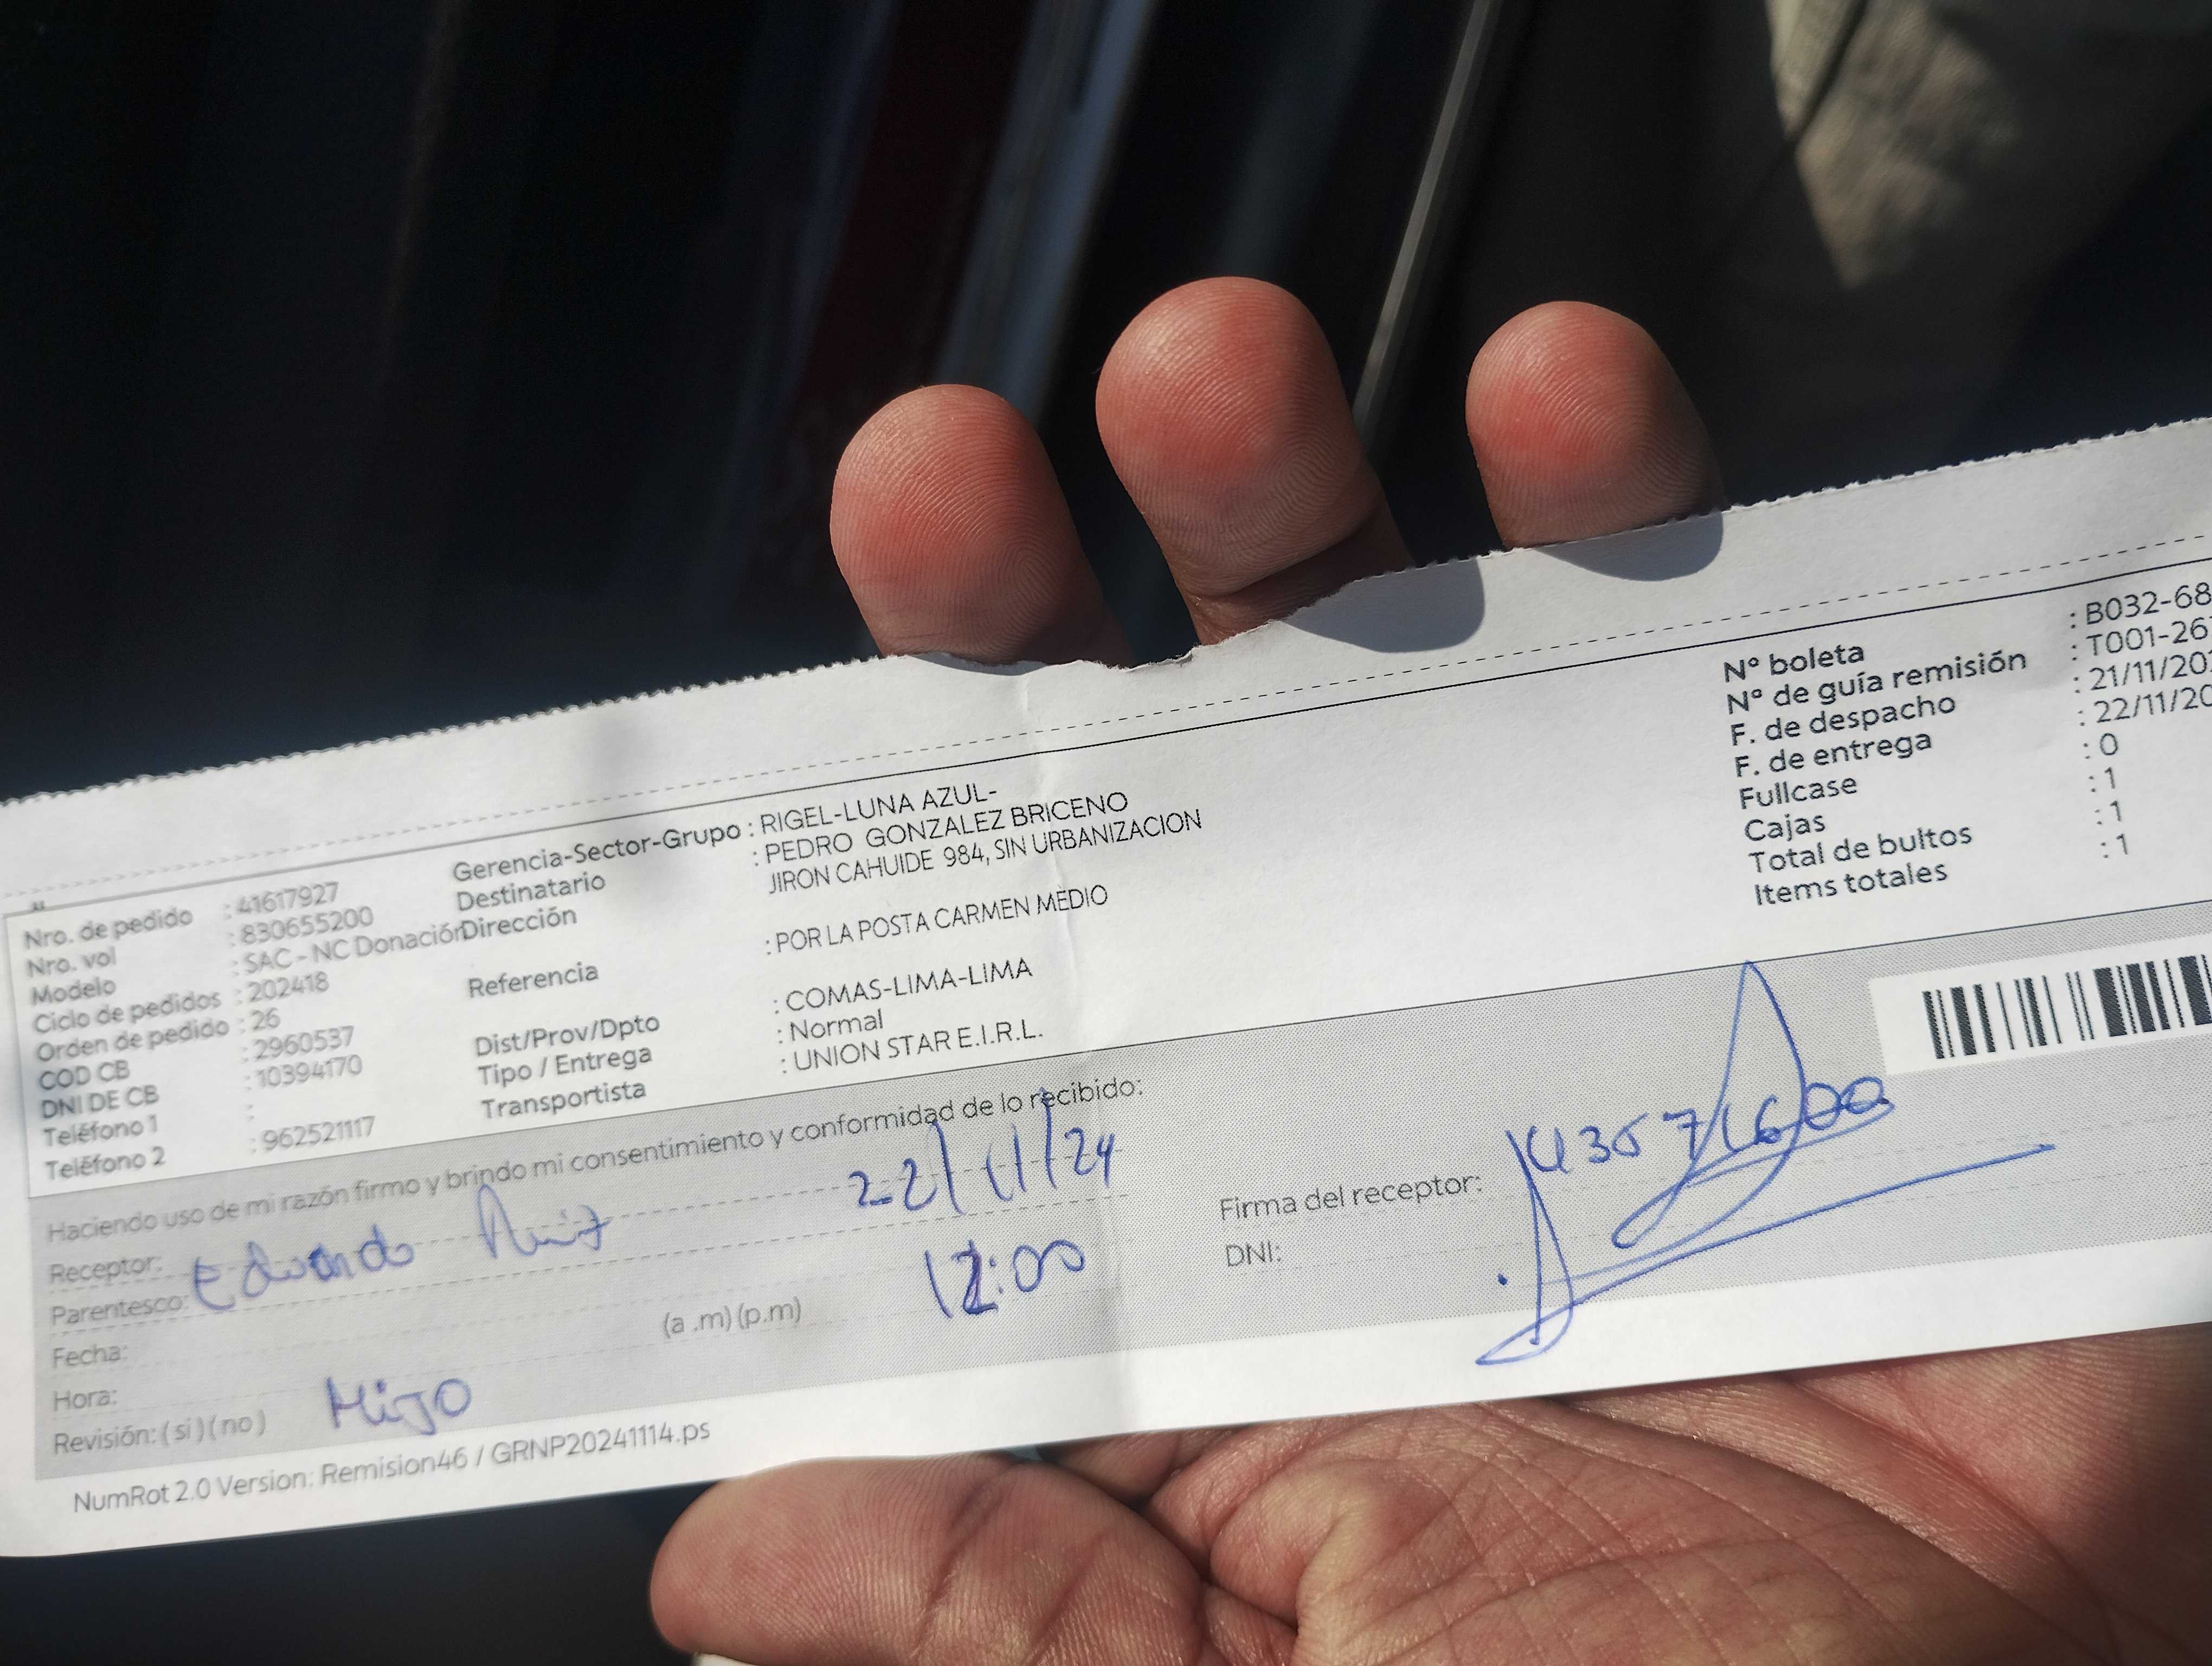 Nro. de pedido : 41617927
Nro. vol : 830655200
Modelo : SAC - NC Donación
Ciclo de pedidos : 202418
Orden de pedido : 26
COD CB : 2960537
DNI DE CB : 10394170
Teléfono 1 :
Teléfono 2 : 962521117
Gerencia-Sector-Grupo : RIGEL-LUNA AZUL-
Destinatario : PEDRO GONZALEZ BRICENO
Dirección JIRON CAHUIDE 984, SIN URBANIZACION
Referencia : POR LA POSTA CARMEN MEDIO
Dist/Prov/Dpto : COMAS-LIMA-LIMA
Tipo / Entrega : Normal
Transportista : UNION STAR E.I.R.L.
N° boleta : B032-68
N° de guía remisión : T001-26
F. de despacho : 21/11/20
F. de entrega : 22/11/20
Fullcase : 0
Cajas : 1
Total de bultos : 1
Items totales : 1
Haciendo uso de mi razón firmo y brindo mi consentimiento y conformidad de lo recibido:
Receptor: Eduardo Ruiz 22/11/24
Parentesco:
Fecha:
Hora: (a .m) (p.m) 12:00
Revisión: ( si ) ( no ) Hijo
Firma del receptor:
DNI:
NumRot 2.0 Version: Remision46 / GRNP20241114.ps